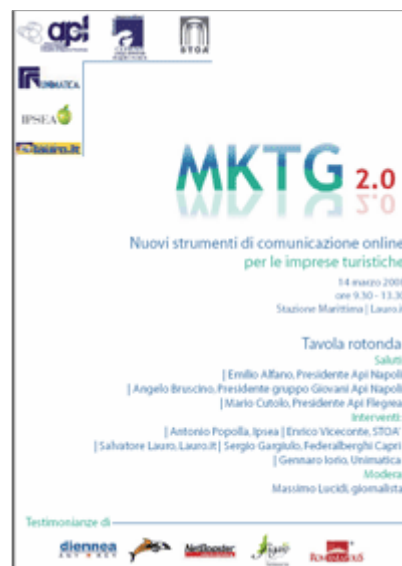 api
STOA'
UNIMATICA
IPSEA
Lauro.it
MKTG 2.0
Nuovi strumenti di comunicazione online
per le imprese turistiche
14 marzo 200
ore 9.30 - 13.3
Stazione Marittima | Lauro.i
Tavola rotonda
Saluti
| Emilio Alfano, Presidente Api Napoli
| Angelo Bruscino, Presidente gruppo Giovani Api Napoli
| Mario Cutolo, Presidente Api Flegrea
Interventi:
| Antonio Popolla, Ipsea | Enrico Viceconte, STOA'
| Salvatore Lauro, Lauro.It | Sergio Gargiulo, Federalberghi Capri
| Gennaro Iorio, Unimatica
Modera
Massimo Lucidi, giornalista
Testimonianze di
diennea
NetBooster